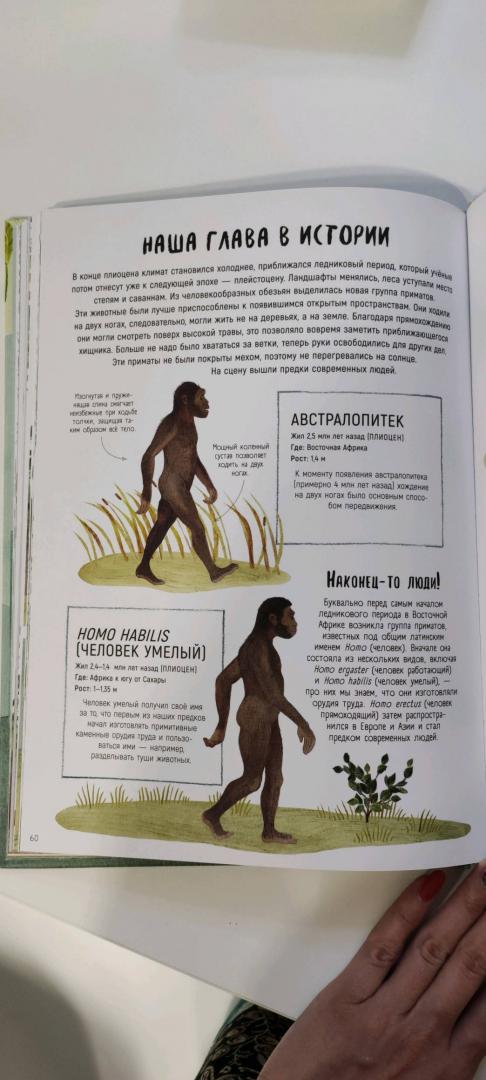 НАША ГЛАВА В ИСТОРИИ
В конце плиоцена климат становился холоднее, приближался ледниковый период, который учёные
потом отнесут уже к следующей эпохе — плейстоцену. Ландшафты менялись, леса уступали место
степям и саваннам. Из человекообразных обезьян выделилась новая группа приматов.
Эти животные были лучше приспособлены к появившимся открытым пространствам. Они ходили
на двух ногах, следовательно, могли жить не на деревьях, а на земле. Благодаря прямохождению
они могли смотреть поверх высокой травы, это позволяло вовремя заметить приближающегося
хищника. Больше не надо было хвататься за ветки, теперь руки освободились для других дел.
Эти приматы не были покрыты мехом, поэтому не перегревались на солнце.
На сцену вышли предки современных людей.
Изогнутая и пружи-
нящая спина смягчает
неизбежные при ходьбе
толчки, защищая та-
ким образом всё тело.
Мощный коленный
сустав позволяет
ходить на двух
ногах.
АВСТРАЛОПИТЕК
Жил 2,5 млн лет назад (ПЛИОЦЕН)
Где: Восточная Африка
Рост: 1,4 м
К моменту появления австралопитека
(примерно 4 млн лет назад) хождение
на двух ногах было основным спосо-
бом передвижения.
НАКОНЕЦ-ТО ЛЮДИ!
Буквально перед самым началом
ледникового периода в Восточной
Африке возникла группа приматов,
известных под общим латинским
именем Homo (человек). Вначале она
состояла из нескольких видов, включая
Homo ergaster (человек работающий)
и Homo habilis (человек умелый), —
про них мы знаем, что они изготовляли
орудия труда. Homo erectus (человек
прямоходящий) затем распростра-
нился в Европе и Азии и стал
предком современных людей.
HOMO HABILIS
(ЧЕЛОВЕК УМЕЛЫЙ)
Жил 2,4–1,4 млн лет назад (ПЛИОЦЕН)
Где: Африка к югу от Сахары
Рост: 1–1,35 м
Человек умелый получил своё имя
за то, что первым из наших предков
начал изготовлять примитивные
каменные орудия труда и пользо-
ваться ими — например,
разделывать туши животных.
60